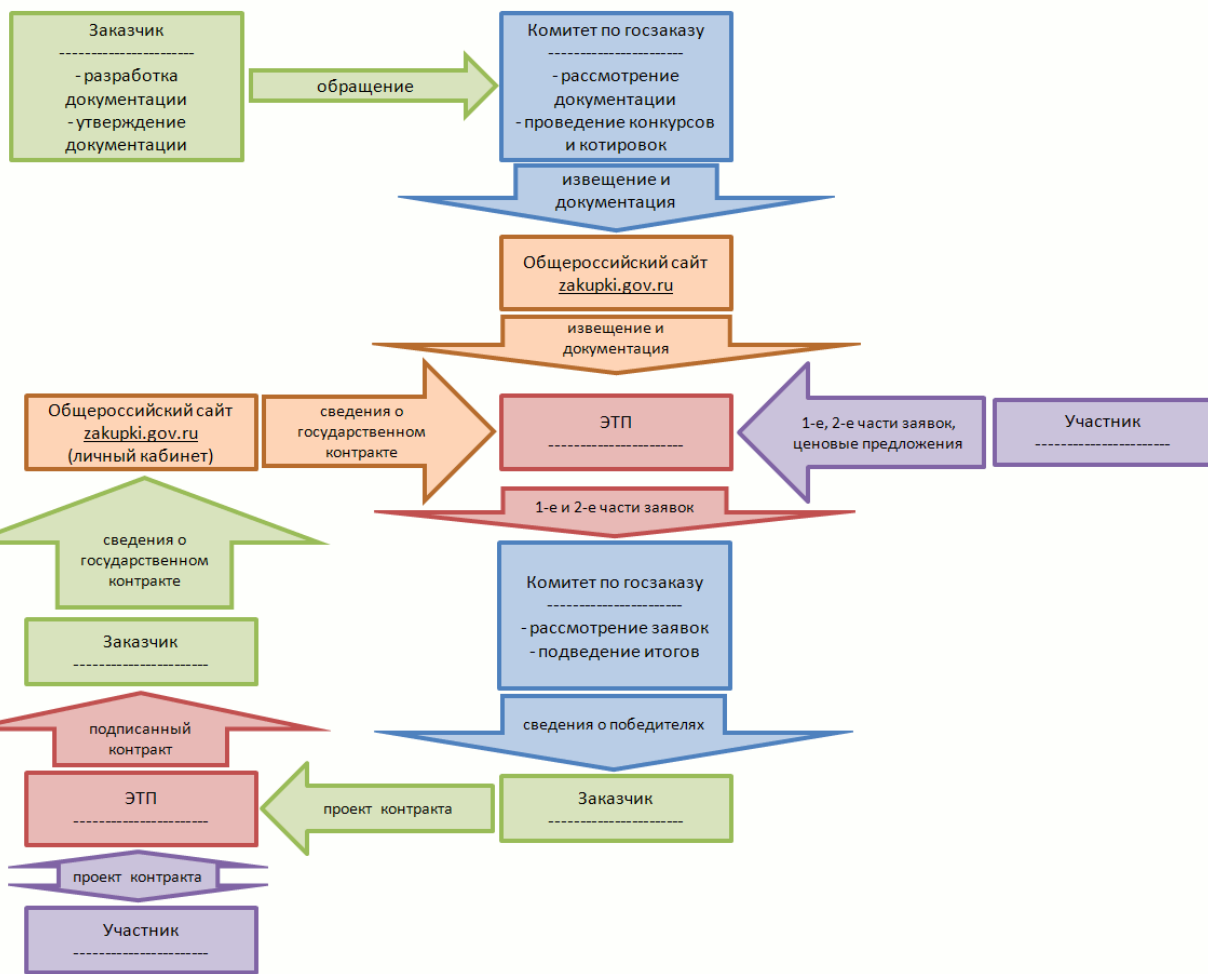 Заказчик
-----------------------
- разработка
документации
- утверждение
документации
обращение
Комитет по госзаказу
-----------------------
- рассмотрение
документации
- проведение конкурсов
и котировок
извещение и
документация
Общероссийский сайт
zakupki.gov.ru
извещение и
документация
Общероссийский сайт
zakupki.gov.ru
(личный кабинет)
сведения о
государственном
контракте
ЭТП
-----------------------
1-е, 2-е части заявок,
ценовые предложения
Участник
-----------------------
1-е и 2-е части заявок
сведения о
государственном
контракте
Комитет по госзаказу
-----------------------
- рассмотрение заявок
- подведение итогов
Заказчик
-----------------------
сведения о победителях
подписанный
контракт
ЭТП
-----------------------
проект контракта
Заказчик
-----------------------
проект контракта
Участник
-----------------------